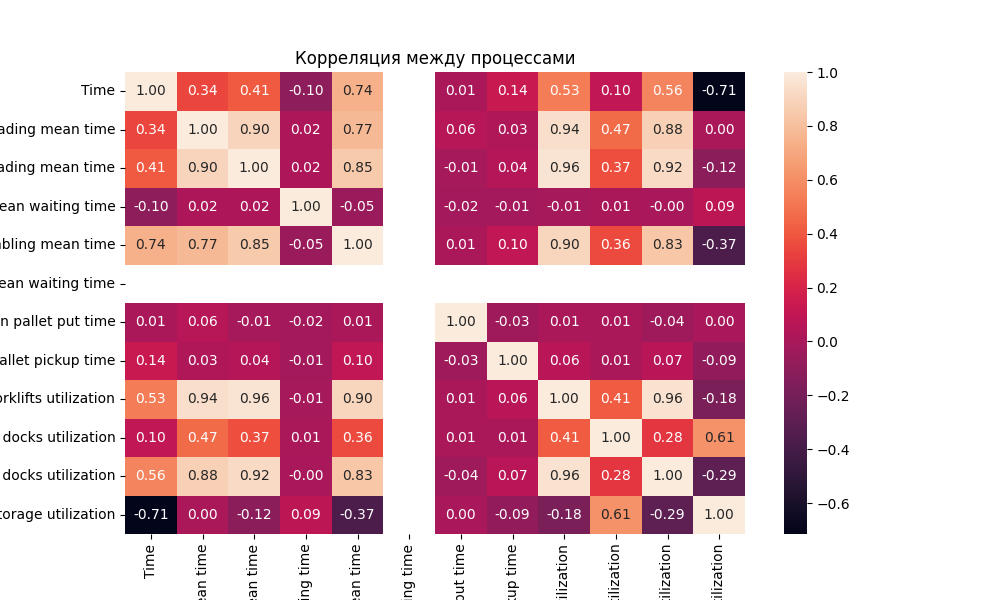 Корреляция между процессами
Time 1.00 0.34 0.41 -0.10 0.74 0.01 0.14 0.53 0.10 0.56 -0.71
ading mean time 0.34 1.00 0.90 0.02 0.77 0.06 0.03 0.94 0.47 0.88 0.00
ading mean time 0.41 0.90 1.00 0.02 0.85 -0.01 0.04 0.96 0.37 0.92 -0.12
ean waiting time -0.10 0.02 0.02 1.00 -0.05 -0.02 -0.01 -0.01 0.01 -0.00 0.09
bling mean time 0.74 0.77 0.85 -0.05 1.00 0.01 0.10 0.90 0.36 0.83 -0.37
ean waiting time
n pallet put time 0.01 0.06 -0.01 -0.02 0.01 1.00 -0.03 0.01 0.01 -0.04 0.00
allet pickup time 0.14 0.03 0.04 -0.01 0.10 -0.03 1.00 0.06 0.01 0.07 -0.09
rklifts utilization 0.53 0.94 0.96 -0.01 0.90 0.01 0.06 1.00 0.41 0.96 -0.18
docks utilization 0.10 0.47 0.37 0.01 0.36 0.01 0.01 0.41 1.00 0.28 0.61
docks utilization 0.56 0.88 0.92 -0.00 0.83 -0.04 0.07 0.96 0.28 1.00 -0.29
torage utilization -0.71 0.00 -0.12 0.09 -0.37 0.00 -0.09 -0.18 0.61 -0.29 1.00
Time
ean time
ean time
ing time
ean time
ing time
out time
kup time
ilization
ilization
ilization
ilization
1.0
0.8
0.6
0.4
0.2
0.0
−0.2
−0.4
−0.6